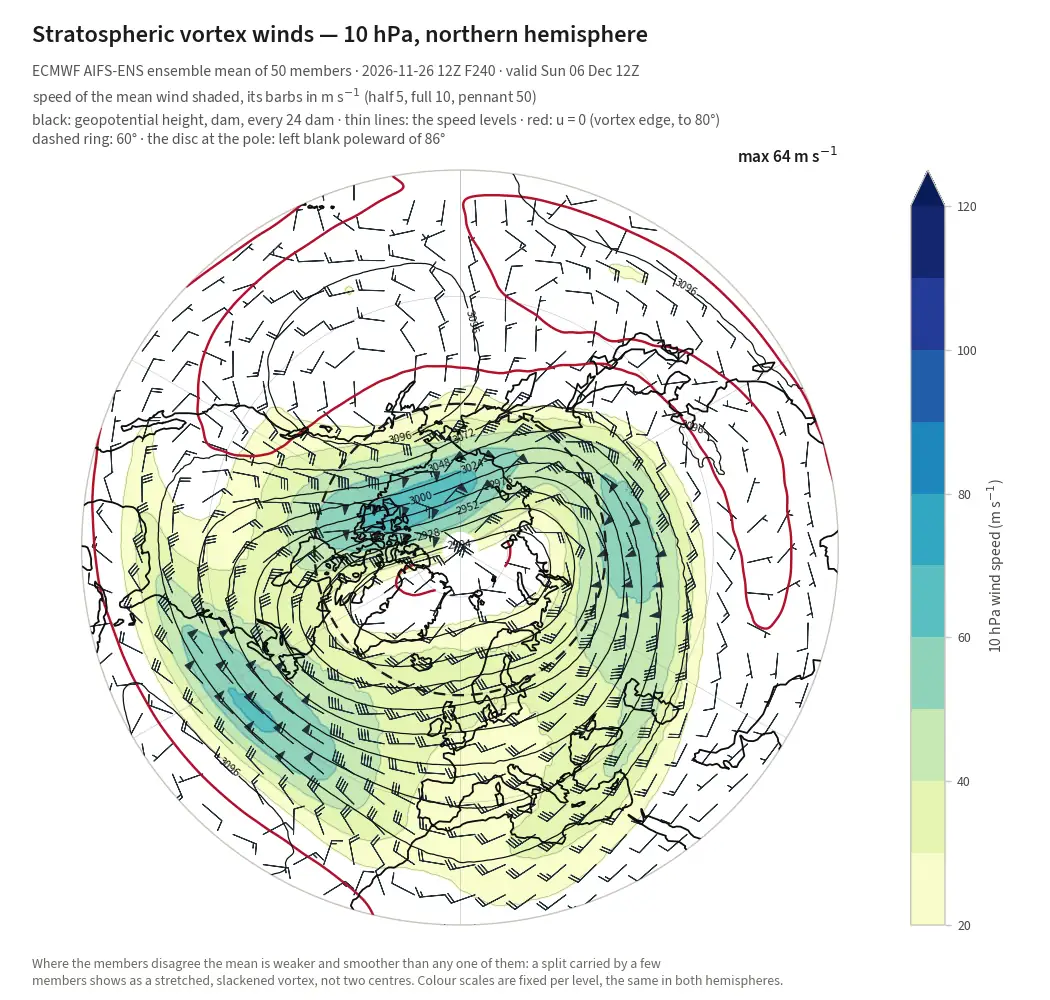 Stratospheric vortex winds — 10 hPa, northern hemisphere
ECMWF AIFS-ENS ensemble mean of 50 members · 2026-11-26 12Z F240 · valid Sun 06 Dec 12Z
speed of the mean wind shaded, its barbs in m s⁻¹ (half 5, full 10, pennant 50)
black: geopotential height, dam, every 24 dam · thin lines: the speed levels · red: u = 0 (vortex edge, to 80°)
dashed ring: 60° · the disc at the pole: left blank poleward of 86°
max 64 m s⁻¹
120
100
80
60
40
20
10 hPa wind speed (m s⁻¹)
3096
3096
3096
3096
3072
3048
3024
3000
2952
2928
3096
Where the members disagree the mean is weaker and smoother than any one of them: a split carried by a few
members shows as a stretched, slackened vortex, not two centres. Colour scales are fixed per level, the same in both hemispheres.